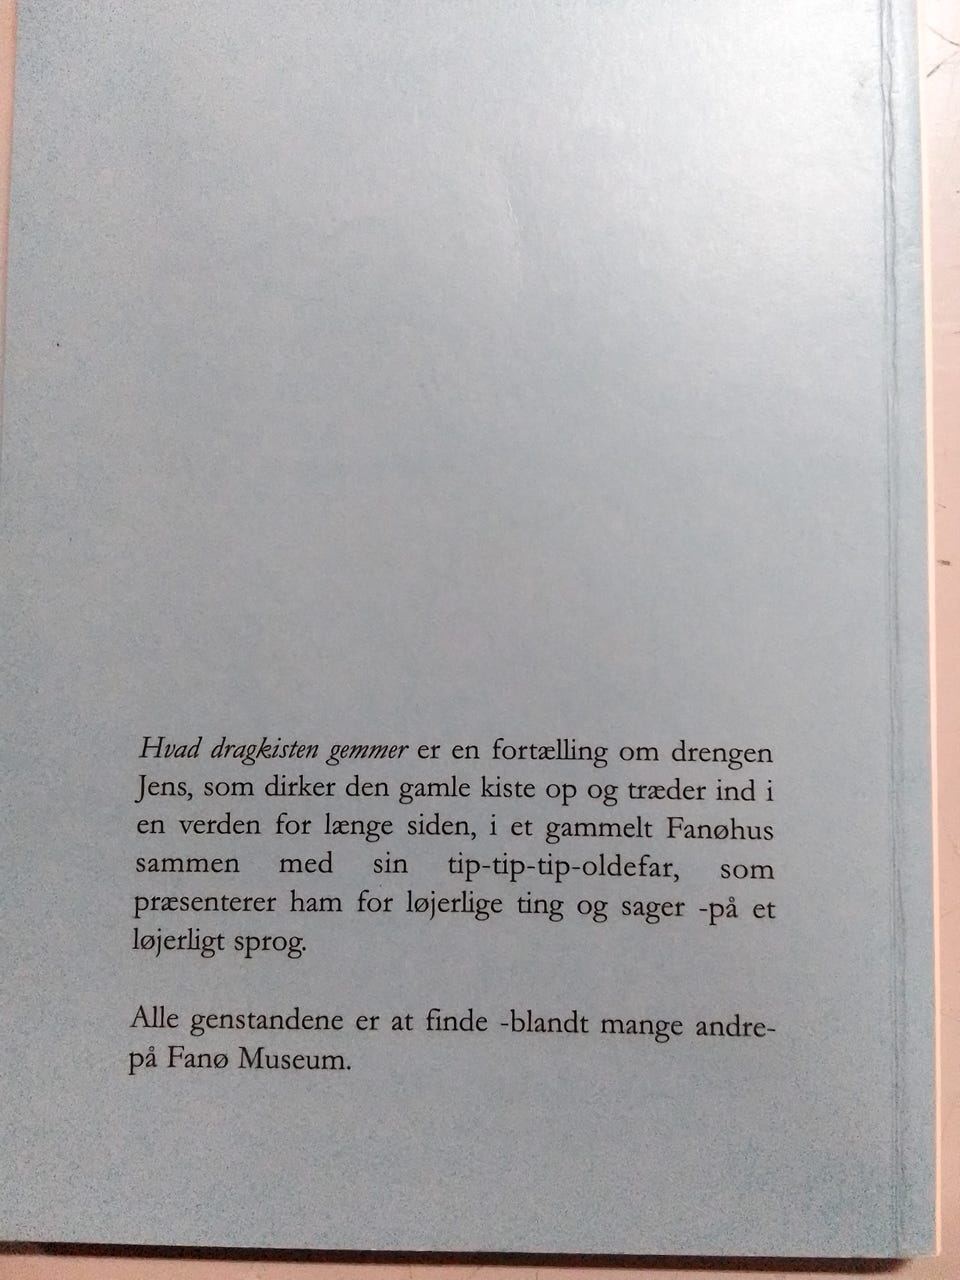 Hvad dragkisten gemmer er en fortælling om drengen
Jens, som dirker den gamle kiste op og træder ind i
en verden for længe siden, i et gammelt Fanøhus
sammen med sin tip-tip-tip-oldefar, som
præsenterer ham for løjerlige ting og sager -på et
løjerligt sprog.
Alle genstandene er at finde -blandt mange andre-
på Fanø Museum.